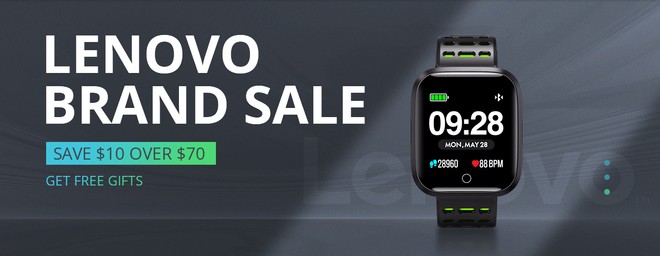 LENOVO
BRAND SALE
SAVE $10 OVER $70
GET FREE GIFTS
Lenovo
09:28
MON, MAY 28
28960 88 BPM